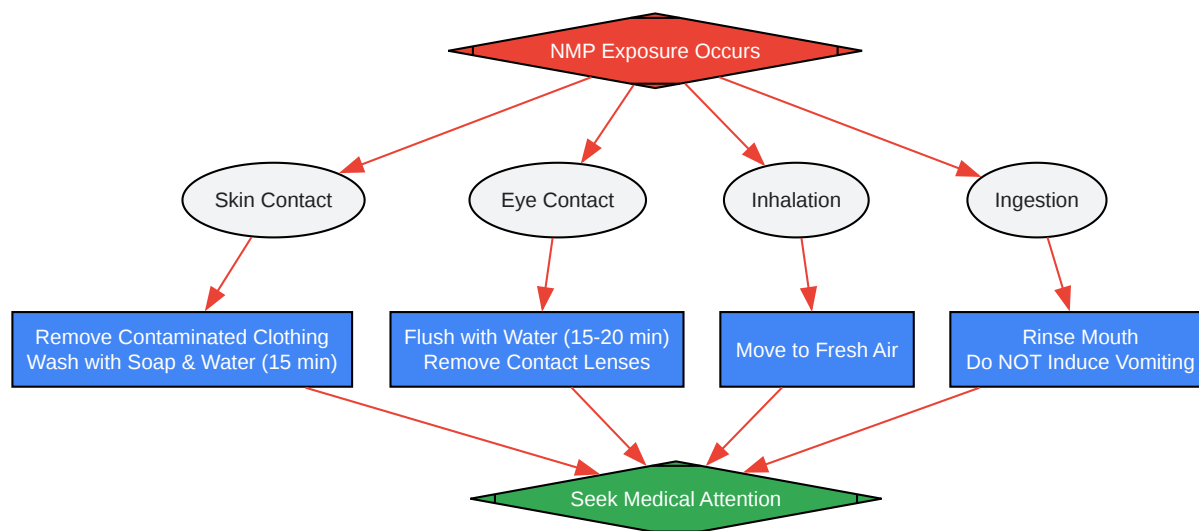 NMP Exposure Occurs
Skin Contact
Eye Contact
Inhalation
Ingestion
Remove Contaminated Clothing
Wash with Soap & Water (15 min)
Flush with Water (15-20 min)
Remove Contact Lenses
Move to Fresh Air
Rinse Mouth
Do NOT Induce Vomiting
Seek Medical Attention